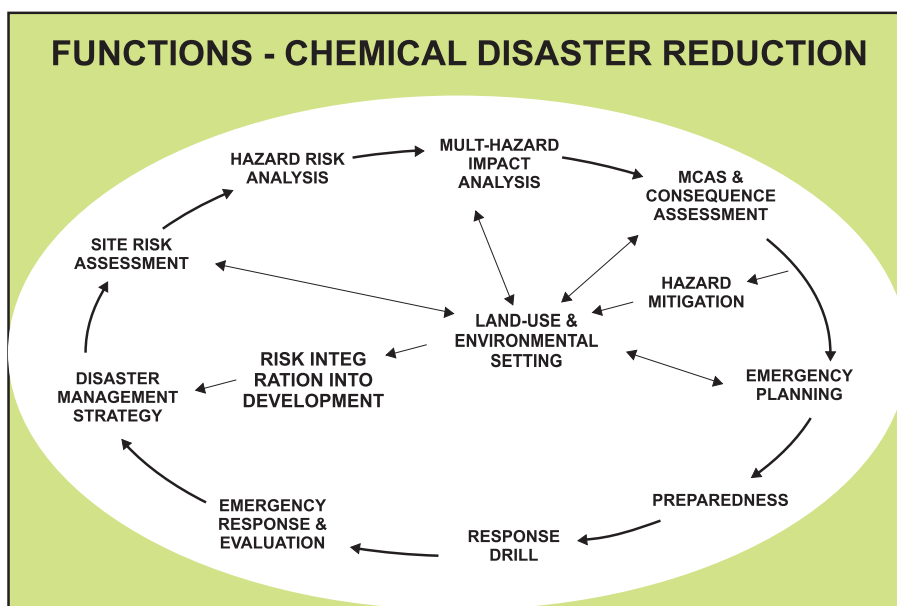 FUNCTIONS - CHEMICAL DISASTER REDUCTION
MULT-HAZARD
IMPACT
ANALYSIS
HAZARD RISK
ANALYSIS
MCAS &
CONSEQUENCE
ASSESSMENT
SITE RISK
ASSESSMENT
HAZARD
MITIGATION
LAND-USE &
ENVIRONMENTAL
SETTING
RISK INTEG
RATION INTO
DEVELOPMENT
DISASTER
MANAGEMENT
STRATEGY
EMERGENCY
PLANNING
PREPAREDNESS
EMERGENCY
RESPONSE &
EVALUATION
RESPONSE
DRILL